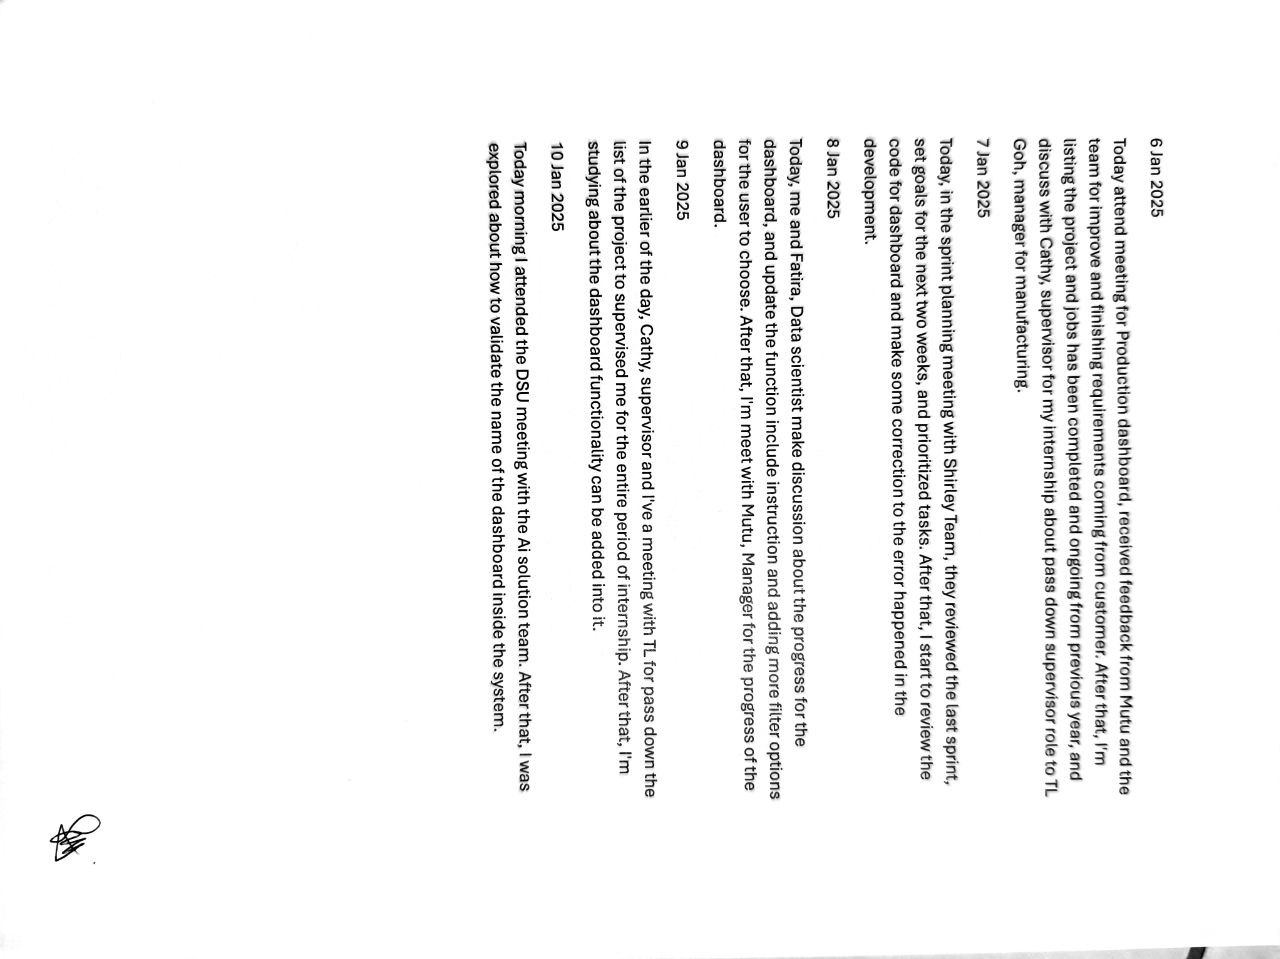 6 Jan 2025
Today attend meeting for Production dashboard, received feedback from Mutu and the
team for improve and finishing requirements coming from customer. After that, I'm
listing the project and jobs has been completed and ongoing from previous year, and
discuss with Cathy, supervisor for my internship about pass down supervisor role to TL
Goh, manager for manufacturing.
7 Jan 2025
Today, in the sprint planning meeting with Shirley Team, they reviewed the last sprint,
set goals for the next two weeks, and prioritized tasks. After that, I start to review the
code for dashboard and make some correction to the error happened in the
development.
8 Jan 2025
Today, me and Fatira, Data scientist make discussion about the progress for the
dashboard, and update the function include instruction and adding more filter options
for the user to choose. After that, I'm meet with Mutu, Manager for the progress of the
dashboard.
9 Jan 2025
In the earlier of the day, Cathy, supervisor and I've a meeting with TL for pass down the
list of the project to supervised me for the entire period of internship. After that, I'm
studying about the dashboard functionality can be added into it.
10 Jan 2025
Today morning I attended the DSU meeting with the Ai solution team. After that, I was
explored about how to validate the name of the dashboard inside the system.